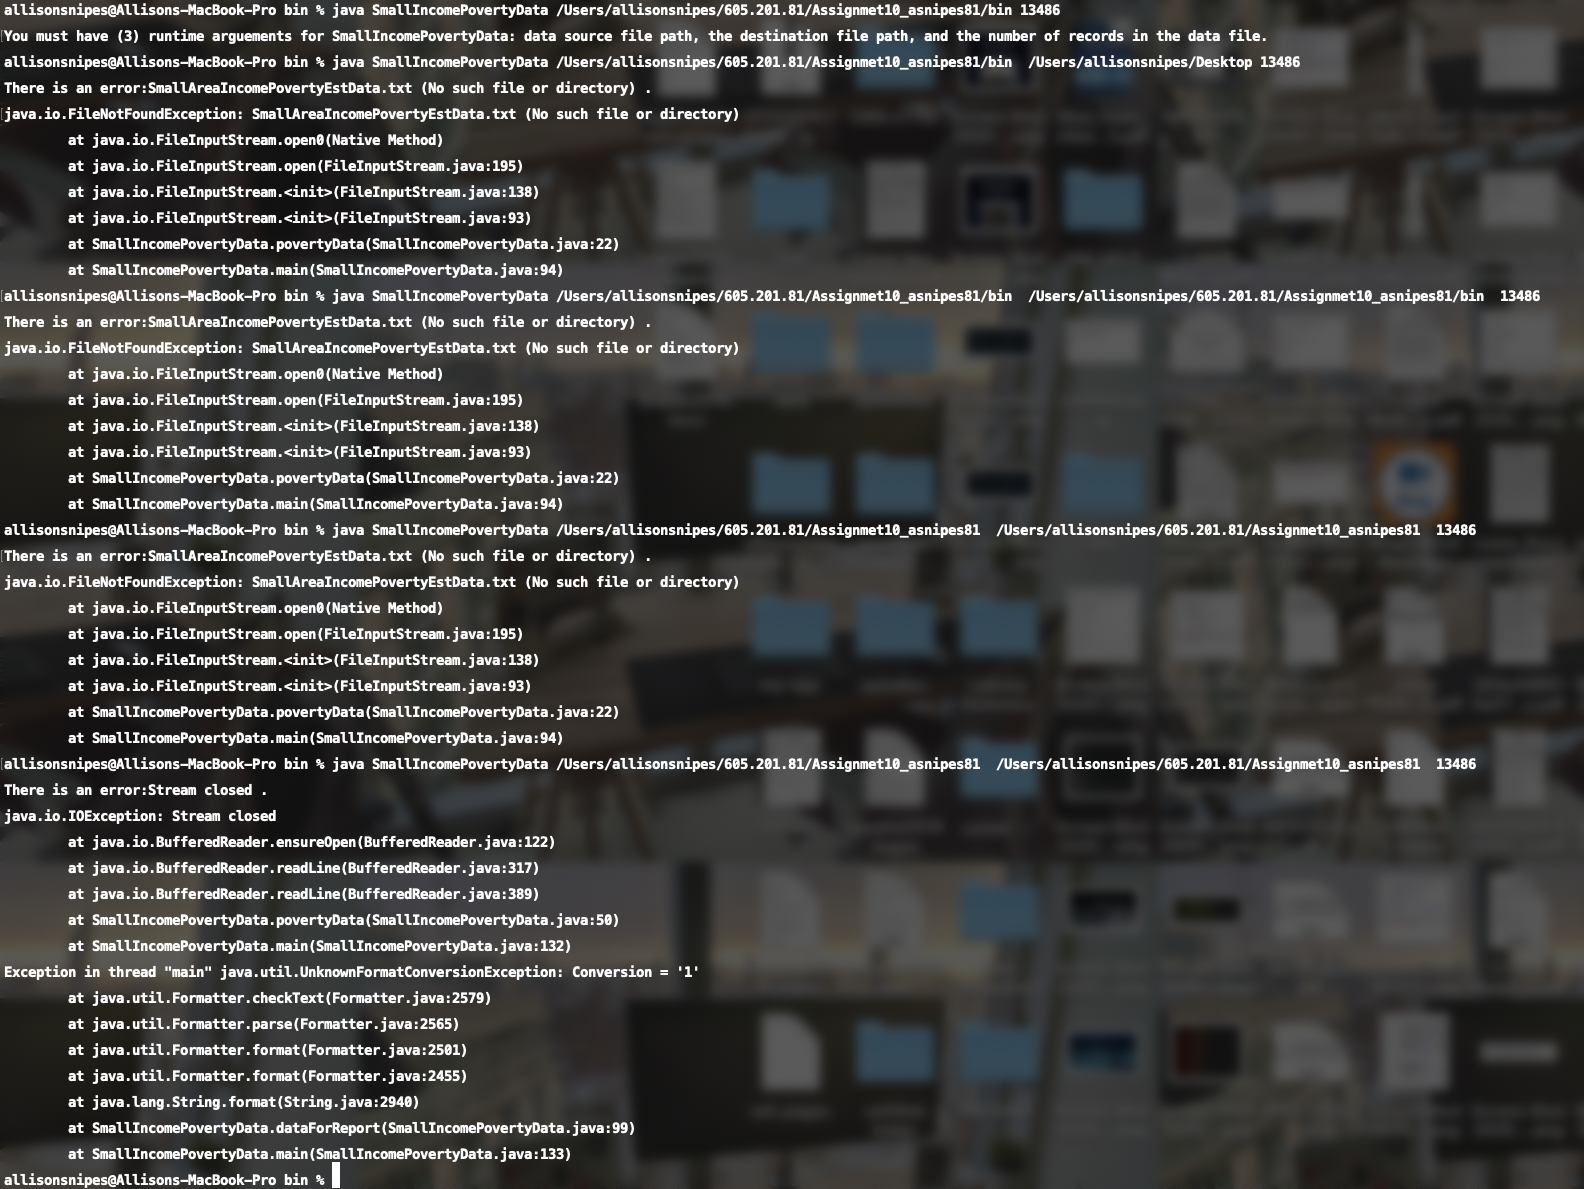 allisonsnipes@Allisons-MacBook-Pro bin % java SmallIncomePovertyData /Users/allisonsnipes/605.201.81/Assignmet10_asnipes81/bin 13486
You must have (3) runtime arguements for SmallIncomePovertyData: data source file path, the destination file path, and the number of records in the data file.
allisonsnipes@Allisons-MacBook-Pro bin % java SmallIncomePovertyData /Users/allisonsnipes/605.201.81/Assignmet10_asnipes81/bin  /Users/allisonsnipes/Desktop 13486
There is an error:SmallAreaIncomePovertyEstData.txt (No such file or directory) .
java.io.FileNotFoundException: SmallAreaIncomePovertyEstData.txt (No such file or directory)
        at java.io.FileInputStream.open0(Native Method)
        at java.io.FileInputStream.open(FileInputStream.java:195)
        at java.io.FileInputStream.<init>(FileInputStream.java:138)
        at java.io.FileInputStream.<init>(FileInputStream.java:93)
        at SmallIncomePovertyData.povertyData(SmallIncomePovertyData.java:22)
        at SmallIncomePovertyData.main(SmallIncomePovertyData.java:94)
allisonsnipes@Allisons-MacBook-Pro bin % java SmallIncomePovertyData /Users/allisonsnipes/605.201.81/Assignmet10_asnipes81/bin  /Users/allisonsnipes/605.201.81/Assignmet10_asnipes81/bin  13486
There is an error:SmallAreaIncomePovertyEstData.txt (No such file or directory) .
java.io.FileNotFoundException: SmallAreaIncomePovertyEstData.txt (No such file or directory)
        at java.io.FileInputStream.open0(Native Method)
        at java.io.FileInputStream.open(FileInputStream.java:195)
        at java.io.FileInputStream.<init>(FileInputStream.java:138)
        at java.io.FileInputStream.<init>(FileInputStream.java:93)
        at SmallIncomePovertyData.povertyData(SmallIncomePovertyData.java:22)
        at SmallIncomePovertyData.main(SmallIncomePovertyData.java:94)
allisonsnipes@Allisons-MacBook-Pro bin % java SmallIncomePovertyData /Users/allisonsnipes/605.201.81/Assignmet10_asnipes81  /Users/allisonsnipes/605.201.81/Assignmet10_asnipes81  13486
There is an error:SmallAreaIncomePovertyEstData.txt (No such file or directory) .
java.io.FileNotFoundException: SmallAreaIncomePovertyEstData.txt (No such file or directory)
        at java.io.FileInputStream.open0(Native Method)
        at java.io.FileInputStream.open(FileInputStream.java:195)
        at java.io.FileInputStream.<init>(FileInputStream.java:138)
        at java.io.FileInputStream.<init>(FileInputStream.java:93)
        at SmallIncomePovertyData.povertyData(SmallIncomePovertyData.java:22)
        at SmallIncomePovertyData.main(SmallIncomePovertyData.java:94)
allisonsnipes@Allisons-MacBook-Pro bin % java SmallIncomePovertyData /Users/allisonsnipes/605.201.81/Assignmet10_asnipes81  /Users/allisonsnipes/605.201.81/Assignmet10_asnipes81  13486
There is an error:Stream closed .
java.io.IOException: Stream closed
        at java.io.BufferedReader.ensureOpen(BufferedReader.java:122)
        at java.io.BufferedReader.readLine(BufferedReader.java:317)
        at java.io.BufferedReader.readLine(BufferedReader.java:389)
        at SmallIncomePovertyData.povertyData(SmallIncomePovertyData.java:50)
        at SmallIncomePovertyData.main(SmallIncomePovertyData.java:132)
Exception in thread "main" java.util.UnknownFormatConversionException: Conversion = '1'
        at java.util.Formatter.checkText(Formatter.java:2579)
        at java.util.Formatter.parse(Formatter.java:2565)
        at java.util.Formatter.format(Formatter.java:2501)
        at java.util.Formatter.format(Formatter.java:2455)
        at java.lang.String.format(String.java:2940)
        at SmallIncomePovertyData.dataForReport(SmallIncomePovertyData.java:99)
        at SmallIncomePovertyData.main(SmallIncomePovertyData.java:133)
allisonsnipes@Allisons-MacBook-Pro bin %